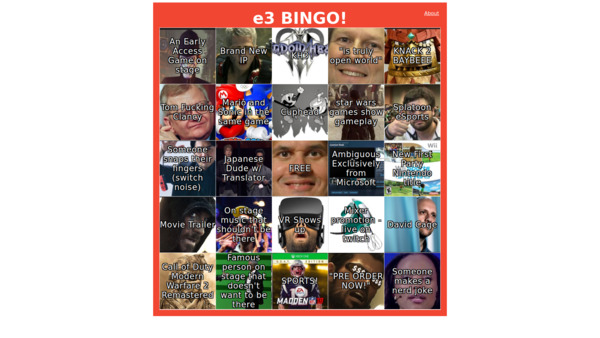 e3 BINGO!
About
An Early
Access
Game on
stage
Brand New
IP
KH3
"is truly
open world"
KNACK 2
BAYBEEE
Tom Fucking
Clancy
Mario and
Sonic in the
same game
Cuphead
star wars
games show
gameplay
Splatoon
eSports
Someone
snaps their
fingers
(switch
noise)
Japanese
Dude w/
Translator
FREE
Ambiguous
Exclusively
from
Microsoft
New First
Party
Nintendo
Title
Wii
Movie Trailer
On stage
music that
shouldn't be
there
VR Shows
up
Mixer
promotion -
live on
twitch
David Cage
Call of Duty
Modern
Warfare 2
Remastered
Famous
person on
stage that
doesn't
want to be
there
SPORTS!
MADDEN
"PRE ORDER
NOW!"
Someone
makes a
nerd joke